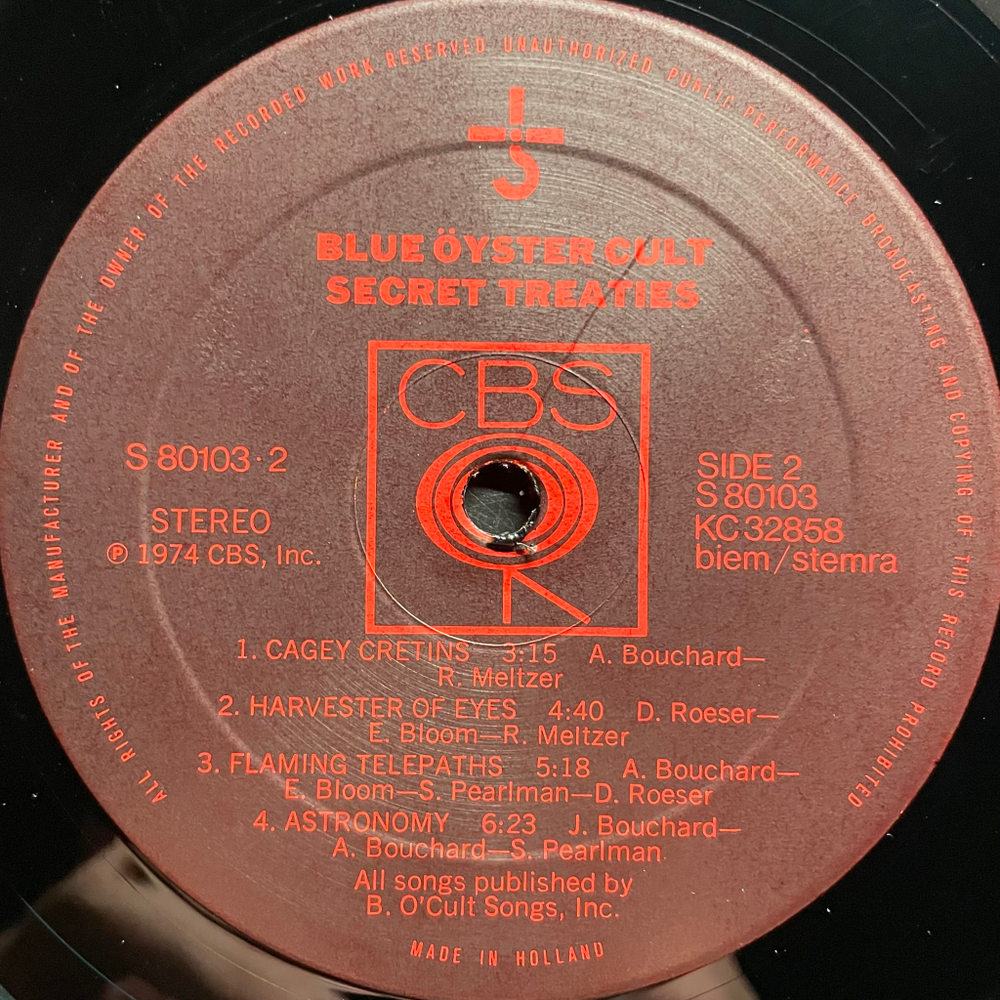 ALL RIGHTS OF THE MANUFACTURER AND OF THE OWNER OF THE RECORDED WORK RESERVED UNAUTHORIZED PUBLIC PERFORMANCE BROADCASTING AND COPYING OF THIS RECORD PROHIBITED
BLUE ÖYSTER CULT
SECRET TREATIES
CBS
S 80103·2
STEREO
℗ 1974 CBS, Inc.
SIDE 2
S 80103
KC 32858
biem/stemra
1. CAGEY CRETINS 3:15 A. Bouchard—
R. Meltzer
2. HARVESTER OF EYES 4:40 D. Roeser—
E. Bloom—R. Meltzer
3. FLAMING TELEPATHS 5:18 A. Bouchard—
E. Bloom—S. Pearlman—D. Roeser
4. ASTRONOMY 6:23 J. Bouchard—
A. Bouchard—S. Pearlman
All songs published by
B. O'Cult Songs, Inc.
MADE IN HOLLAND